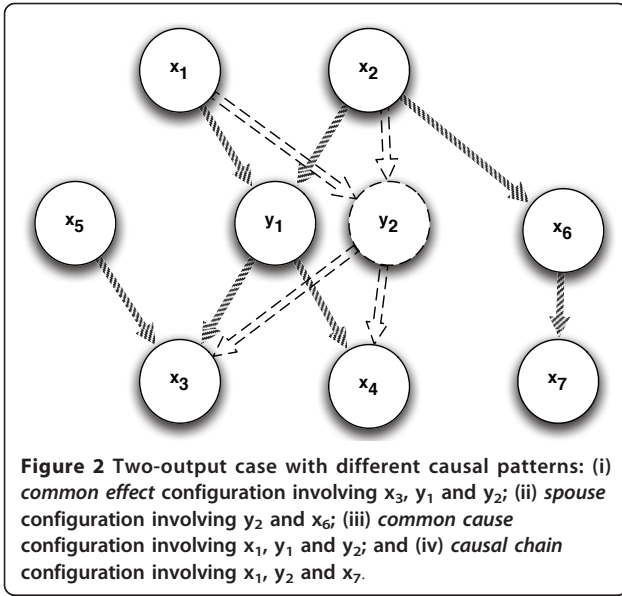 x1
x2
x5
y1
y2
x6
x3
x4
x7
Figure 2 Two-output case with different causal patterns: (i)
common effect configuration involving x3, y1 and y2; (ii) spouse
configuration involving y2 and x6; (iii) common cause
configuration involving x1, y1 and y2; and (iv) causal chain
configuration involving x1, y2 and x7.